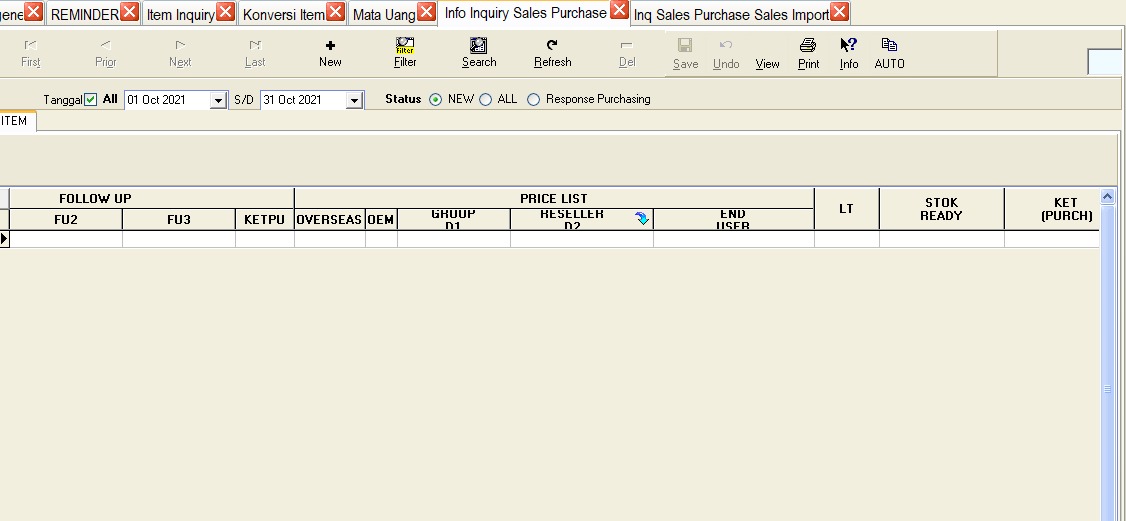 gene REMINDER Item Inquiry Konversi Item Mata Uang Info Inquiry Sales Purchase Inq Sales Purchase Sales Import
First Prior Next Last New Filter Search Refresh Del Save Undo View Print Info AUTO
Tanggal All 01 Oct 2021 S/D 31 Oct 2021 Status NEW ALL Response Purchasing
ITEM
FOLLOW UP PRICE LIST
FU2 FU3 KETPU OVERSEAS OEM GROUP D1 RESELLER D2 END USER LT STOK READY KET (PURCH)